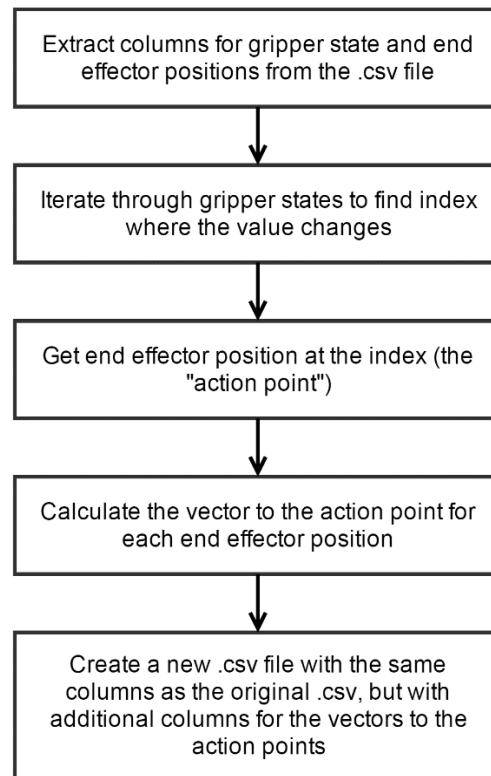 Extract columns for gripper state and end
effector positions from the .csv file
Iterate through gripper states to find index
where the value changes
Get end effector position at the index (the
"action point")
Calculate the vector to the action point for
each end effector position
Create a new .csv file with the same
columns as the original .csv, but with
additional columns for the vectors to the
action points